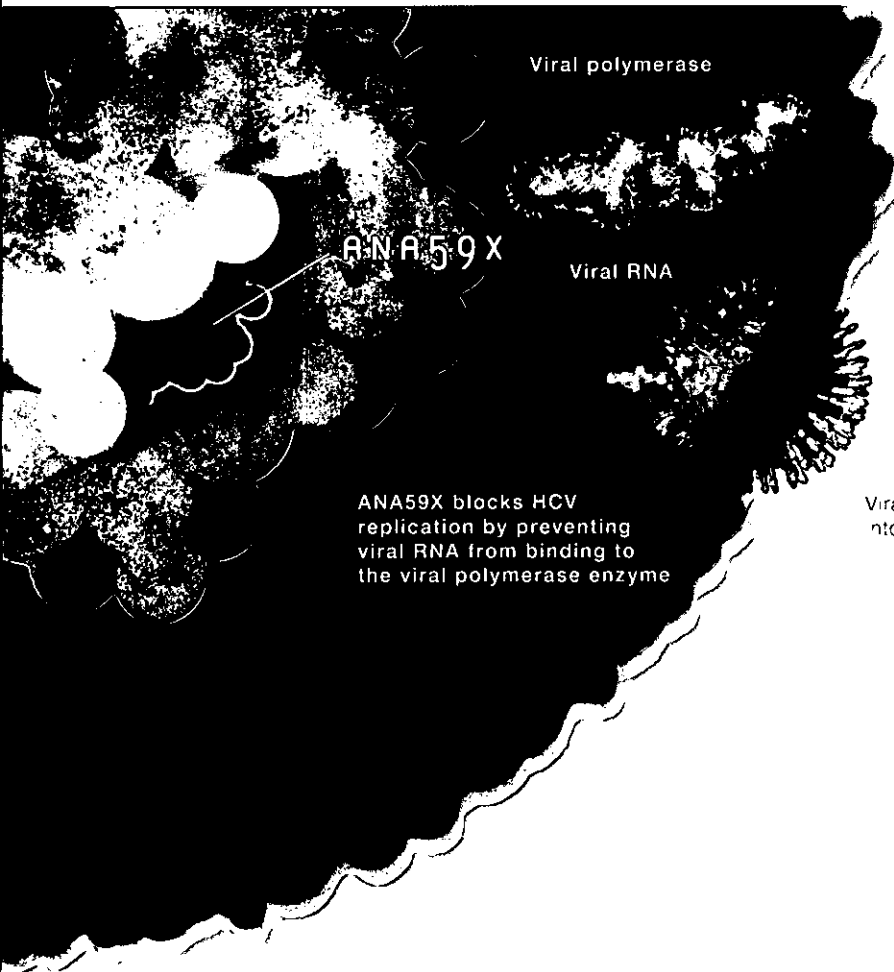 Viral polymerase
ANA59X
Viral RNA
ANA59X blocks HCV
replication by preventing
viral RNA from binding to
the viral polymerase enzyme